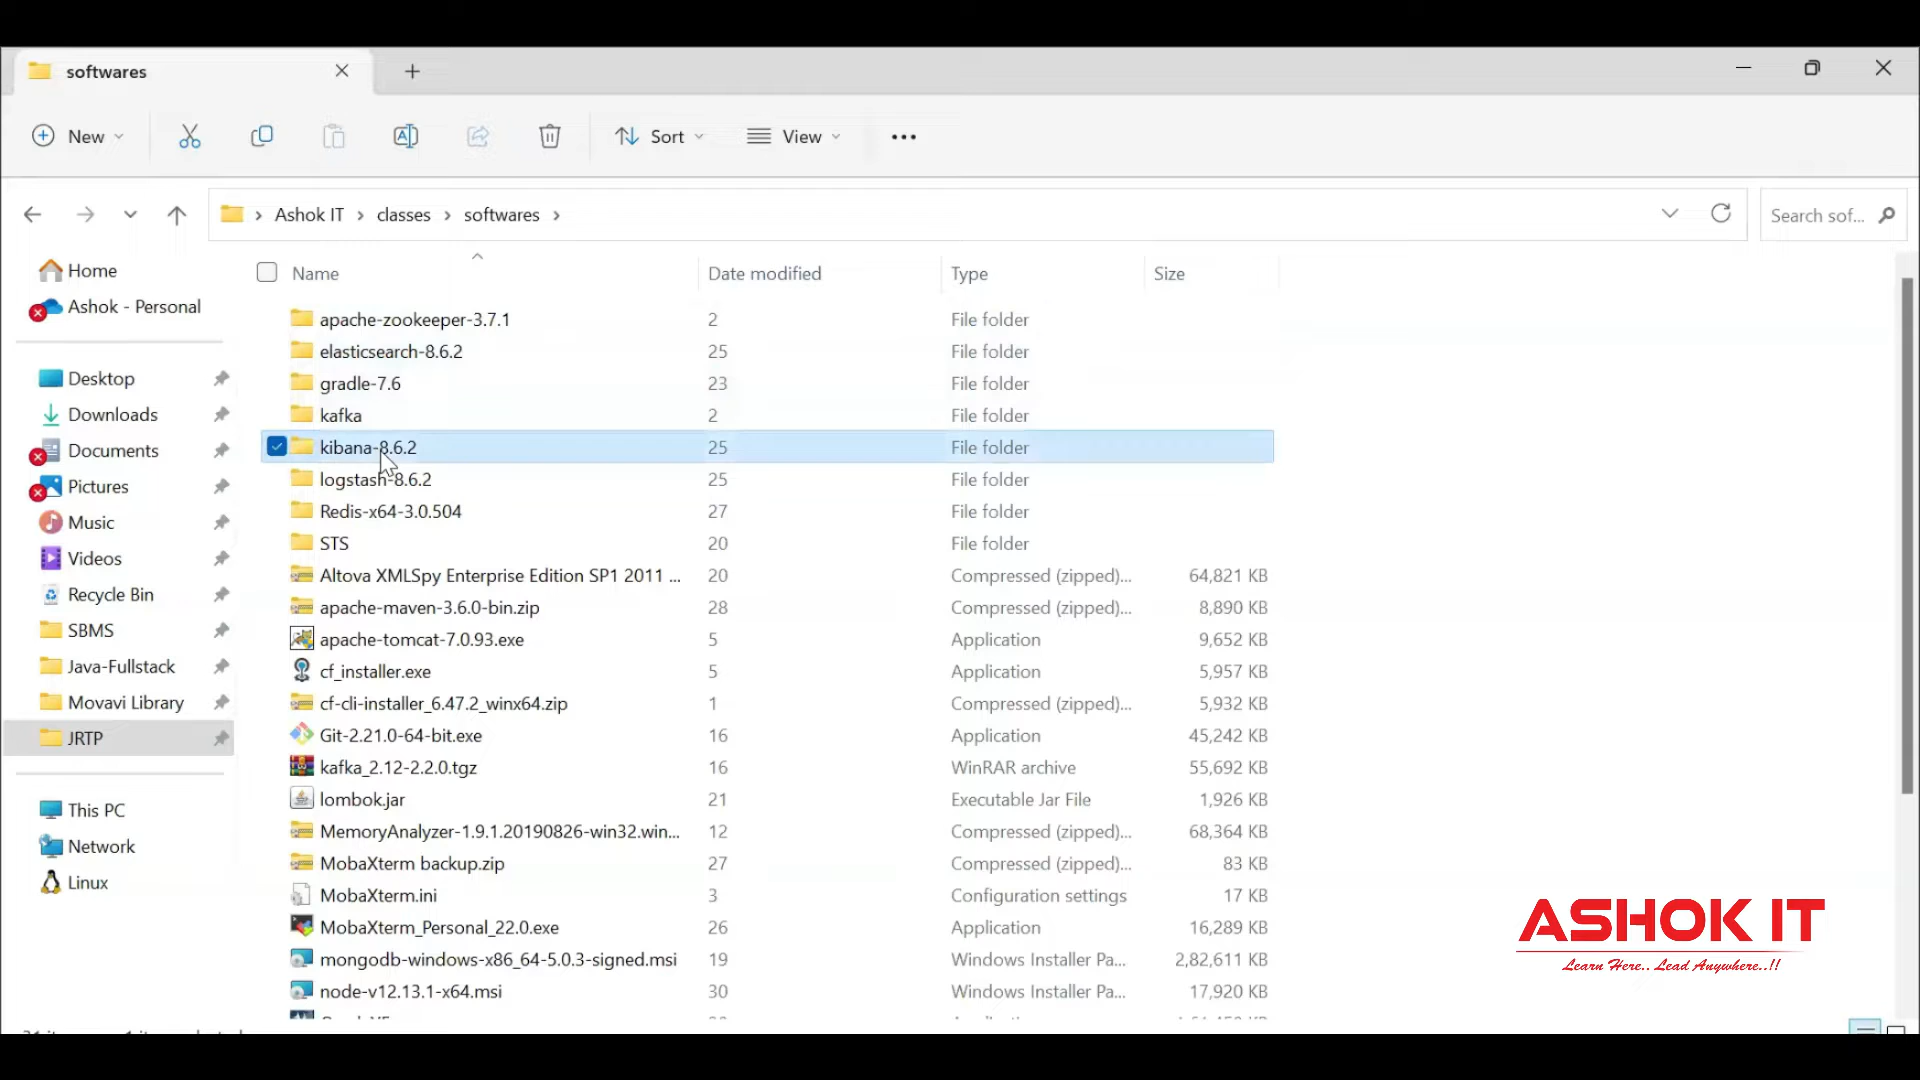 softwares
New
Sort
View
Ashok IT > classes > softwares >
Search sof...
Home
Ashok - Personal
Desktop
Downloads
Documents
Pictures
Music
Videos
Recycle Bin
SBMS
Java-Fullstack
Movavi Library
JRTP
This PC
Network
Linux
Name Date modified Type Size
apache-zookeeper-3.7.1 2 File folder
elasticsearch-8.6.2 25 File folder
gradle-7.6 23 File folder
kafka 2 File folder
kibana-8.6.2 25 File folder
logstash-8.6.2 25 File folder
Redis-x64-3.0.504 27 File folder
STS 20 File folder
Altova XMLSpy Enterprise Edition SP1 2011 ... 20 Compressed (zipped)... 64,821 KB
apache-maven-3.6.0-bin.zip 28 Compressed (zipped)... 8,890 KB
apache-tomcat-7.0.93.exe 5 Application 9,652 KB
cf_installer.exe 5 Application 5,957 KB
cf-cli-installer_6.47.2_winx64.zip 1 Compressed (zipped)... 5,932 KB
Git-2.21.0-64-bit.exe 16 Application 45,242 KB
kafka_2.12-2.2.0.tgz 16 WinRAR archive 55,692 KB
lombok.jar 21 Executable Jar File 1,926 KB
MemoryAnalyzer-1.9.1.20190826-win32.win... 12 Compressed (zipped)... 68,364 KB
MobaXterm backup.zip 27 Compressed (zipped)... 83 KB
MobaXterm.ini 3 Configuration settings 17 KB
MobaXterm_Personal_22.0.exe 26 Application 16,289 KB
mongodb-windows-x86_64-5.0.3-signed.msi 19 Windows Installer Pa... 2,82,611 KB
node-v12.13.1-x64.msi 30 Windows Installer Pa... 17,920 KB
ASHOK IT
Learn Here.. Lead Anywhere..!!